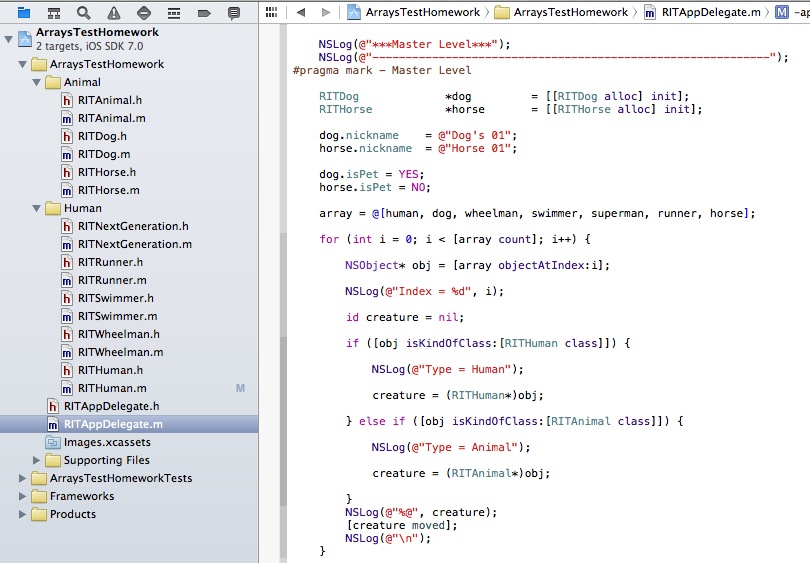 ArraysTestHomework
2 targets, iOS SDK 7.0
ArraysTestHomework
Animal
RITAnimal.h
RITAnimal.m
RITDog.h
RITDog.m
RITHorse.h
RITHorse.m
Human
RITNextGeneration.h
RITNextGeneration.m
RITRunner.h
RITRunner.m
RITSwimmer.h
RITSwimmer.m
RITWheelman.h
RITWheelman.m
RITHuman.h
RITHuman.m M
RITAppDelegate.h
RITAppDelegate.m
Images.xcassets
Supporting Files
ArraysTestHomeworkTests
Frameworks
Products
ArraysTestHomework ArraysTestHomework RITAppDelegate.m M
NSLog(@"***Master Level***");
NSLog(@"------------------------------------------------------------");
#pragma mark - Master Level
RITDog *dog = [[RITDog alloc] init];
RITHorse *horse = [[RITHorse alloc] init];
dog.nickname = @"Dog's 01";
horse.nickname = @"Horse 01";
dog.isPet = YES;
horse.isPet = NO;
array = @[human, dog, wheelman, swimmer, superman, runner, horse];
for (int i = 0; i < [array count]; i++) {
NSObject* obj = [array objectAtIndex:i];
NSLog(@"Index = %d", i);
id creature = nil;
if ([obj isKindOfClass:[RITHuman class]]) {
NSLog(@"Type = Human");
creature = (RITHuman*)obj;
} else if ([obj isKindOfClass:[RITAnimal class]]) {
NSLog(@"Type = Animal");
creature = (RITAnimal*)obj;
}
NSLog(@"%@", creature);
[creature moved];
NSLog(@"\n");
}